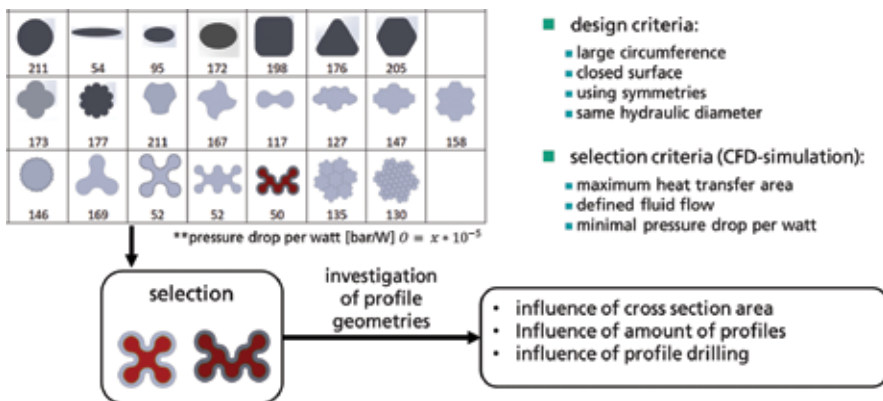 211 54 95 172 198 176 205
173 177 211 167 117 127 147 158
146 169 52 52 50 135 130
**pressure drop per watt [bar/W] O = x * 10⁻⁵
design criteria:
large circumference
closed surface
using symmetries
same hydraulic diameter
selection criteria (CFD-simulation):
maximum heat transfer area
defined fluid flow
minimal pressure drop per watt
selection
investigation
of profile
geometries
• influence of cross section area
• Influence of amount of profiles
• influence of profile drilling